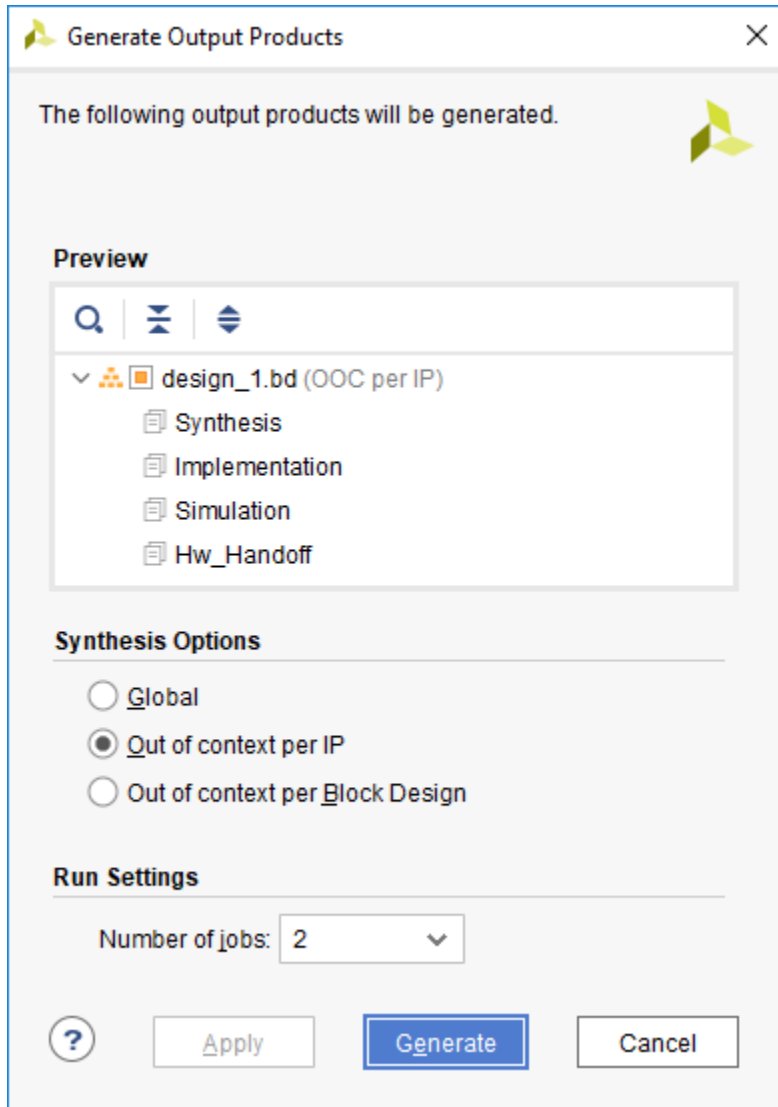 Generate Output Products
The following output products will be generated.
Preview
design_1.bd (OOC per IP)
Synthesis
Implementation
Simulation
Hw_Handoff
Synthesis Options
Global
Out of context per IP
Out of context per Block Design
Run Settings
Number of jobs: 2
? Apply Generate Cancel